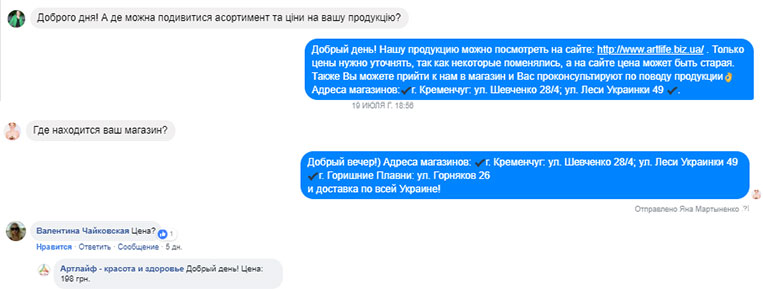 Доброго дня! А де можна подивитися асортимент та ціни на вашу продукцію?
Добрый день! Нашу продукцию можно посмотреть на сайте: http://www.artlife.biz.ua/ . Только
цены нужно уточнять, так как некоторые поменялись, а на сайте цена может быть старая.
Также Вы можете прийти к нам в магазин и Вас проконсультируют по поводу продукции👌
Адреса магазинов:✔г. Кременчуг: ул. Шевченко 28/4; ул. Леси Украинки 49 ✔.
19 ИЮЛЯ Г. 18:56
Где находится ваш магазин?
Добрый вечер!) Адреса магазинов: ✔г. Кременчуг: ул. Шевченко 28/4; ул. Леси Украинки 49
✔г. Горишние Плавни: ул. Горняков 26
и доставка по всей Украине!
Отправлено Яна Мартыненко .?!
Валентина Чайковская Цена? 1
Нравится · Ответить · Сообщение · 5 дн.
Артлайф - красота и здоровье Добрый день! Цена:
198 грн.